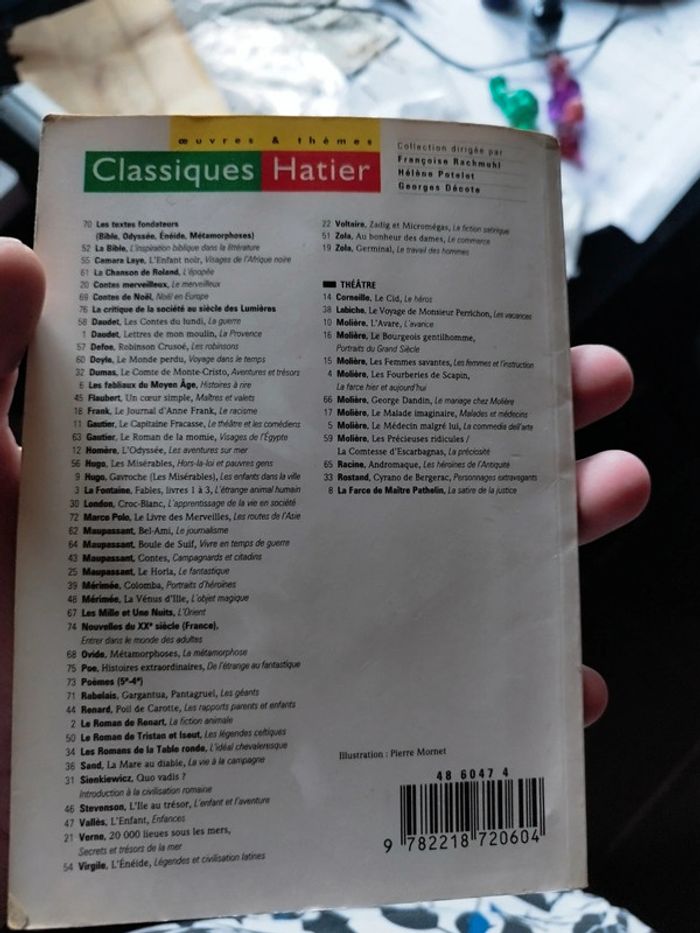 œuvres & thèmes
Classiques Hatier
Collection dirigée par
Françoise Rachmuhl
Hélène Potelet
Georges Décote
70 Les textes fondateurs
(Bible, Odyssée, Énéide, Métamorphoses)
52 La Bible, L'inspiration biblique dans la littérature
55 Camara Laye, L'Enfant noir, Visages de l'Afrique noire
61 La Chanson de Roland, L'épopée
20 Contes merveilleux, Le merveilleux
69 Contes de Noël, Noël en Europe
76 La critique de la société au siècle des Lumières
58 Daudet, Les Contes du lundi, La guerre
1 Daudet, Lettres de mon moulin, La Provence
57 Defoe, Robinson Crusoé, Les robinsons
60 Doyle, Le Monde perdu, Voyage dans le temps
32 Dumas, Le Comte de Monte-Cristo, Aventures et trésors
6 Les fabliaux du Moyen Âge, Histoires à rire
45 Flaubert, Un cœur simple, Maîtres et valets
18 Frank, Le Journal d'Anne Frank, Le racisme
11 Gautier, Le Capitaine Fracasse, Le théâtre et les comédiens
63 Gautier, Le Roman de la momie, Visages de l'Égypte
12 Homère, L'Odyssée, Les aventures sur mer
56 Hugo, Les Misérables, Hors-la-loi et pauvres gens
9 Hugo, Gavroche (Les Misérables), Les enfants dans la ville
3 La Fontaine, Fables, livres 1 à 3, L'étrange animal humain
30 London, Croc-Blanc, L'apprentissage de la vie en société
72 Marco Polo, Le Livre des Merveilles, Les routes de l'Asie
62 Maupassant, Bel-Ami, Le journalisme
64 Maupassant, Boule de Suif, Vivre en temps de guerre
43 Maupassant, Contes, Campagnards et citadins
25 Maupassant, Le Horla, Le fantastique
39 Mérimée, Colomba, Portraits d'héroïnes
48 Mérimée, La Vénus d'Ille, L'objet magique
67 Les Mille et Une Nuits, L'Orient
74 Nouvelles du XXe siècle (France),
Entrer dans le monde des adultes
68 Ovide, Métamorphoses, La métamorphose
75 Poe, Histoires extraordinaires, De l'étrange au fantastique
73 Poèmes (5e-4e)
71 Rabelais, Gargantua, Pantagruel, Les géants
44 Renard, Poil de Carotte, Les rapports parents et enfants
2 Le Roman de Renart, La fiction animale
50 Le Roman de Tristan et Iseut, Les légendes celtiques
34 Les Romans de la Table ronde, L'idéal chevaleresque
36 Sand, La Mare au diable, La vie à la campagne
31 Sienkiewicz, Quo vadis ?
Introduction à la civilisation romaine
46 Stevenson, L'Ile au trésor, L'enfant et l'aventure
47 Vallès, L'Enfant, Enfances
21 Verne, 20 000 lieues sous les mers,
Secrets et trésors de la mer
54 Virgile, L'Énéide, Légendes et civilisation latines
22 Voltaire, Zadig et Micromégas, La fiction satirique
51 Zola, Au bonheur des dames, Le commerce
19 Zola, Germinal, Le travail des hommes
THÉÂTRE
14 Corneille, Le Cid, Le héros
38 Labiche, Le Voyage de Monsieur Perrichon, Les vacances
10 Molière, L'Avare, L'avarice
16 Molière, Le Bourgeois gentilhomme,
Portraits du Grand Siècle
15 Molière, Les Femmes savantes, Les femmes et l'instruction
4 Molière, Les Fourberies de Scapin,
La farce hier et aujourd'hui
66 Molière, George Dandin, Le mariage chez Molière
17 Molière, Le Malade imaginaire, Malades et médecins
5 Molière, Le Médecin malgré lui, La commedia dell'arte
59 Molière, Les Précieuses ridicules /
La Comtesse d'Escarbagnas, La préciosité
65 Racine, Andromaque, Les héroïnes de l'Antiquité
33 Rostand, Cyrano de Bergerac, Personnages extravagants
8 La Farce de Maître Pathelin, La satire de la justice
Illustration : Pierre Mornet
48 6047 4
9 782218 720604